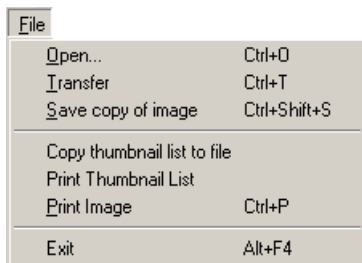 File
Open... Ctrl+O
Transfer Ctrl+T
Save copy of image Ctrl+Shift+S
Copy thumbnail list to file
Print Thumbnail List
Print Image Ctrl+P
Exit Alt+F4